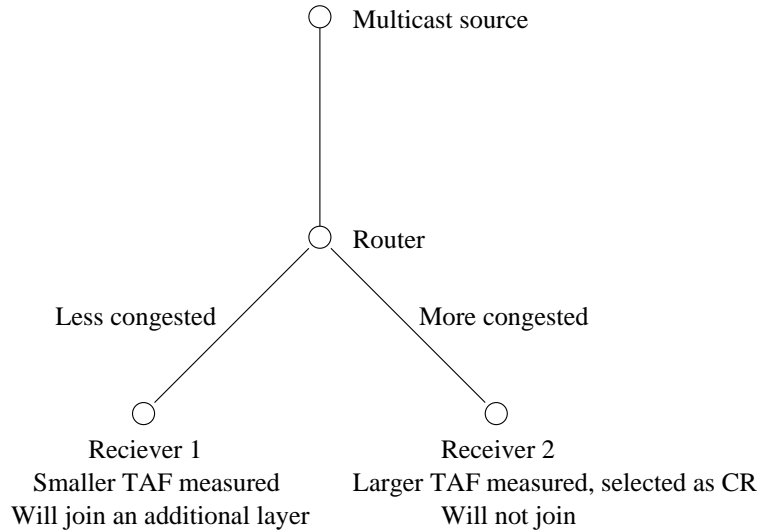 Multicast source
Router
Less congested
More congested
Reciever 1
Smaller TAF measured
Will join an additional layer
Receiver 2
Larger TAF measured, selected as CR
Will not join